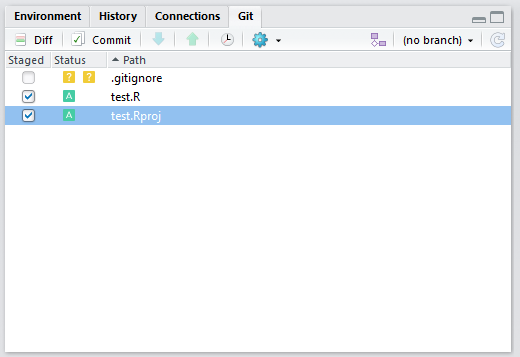 Environment History Connections Git
Diff Commit (no branch)
Staged Status Path
? ? .gitignore
A test.R
A test.Rproj